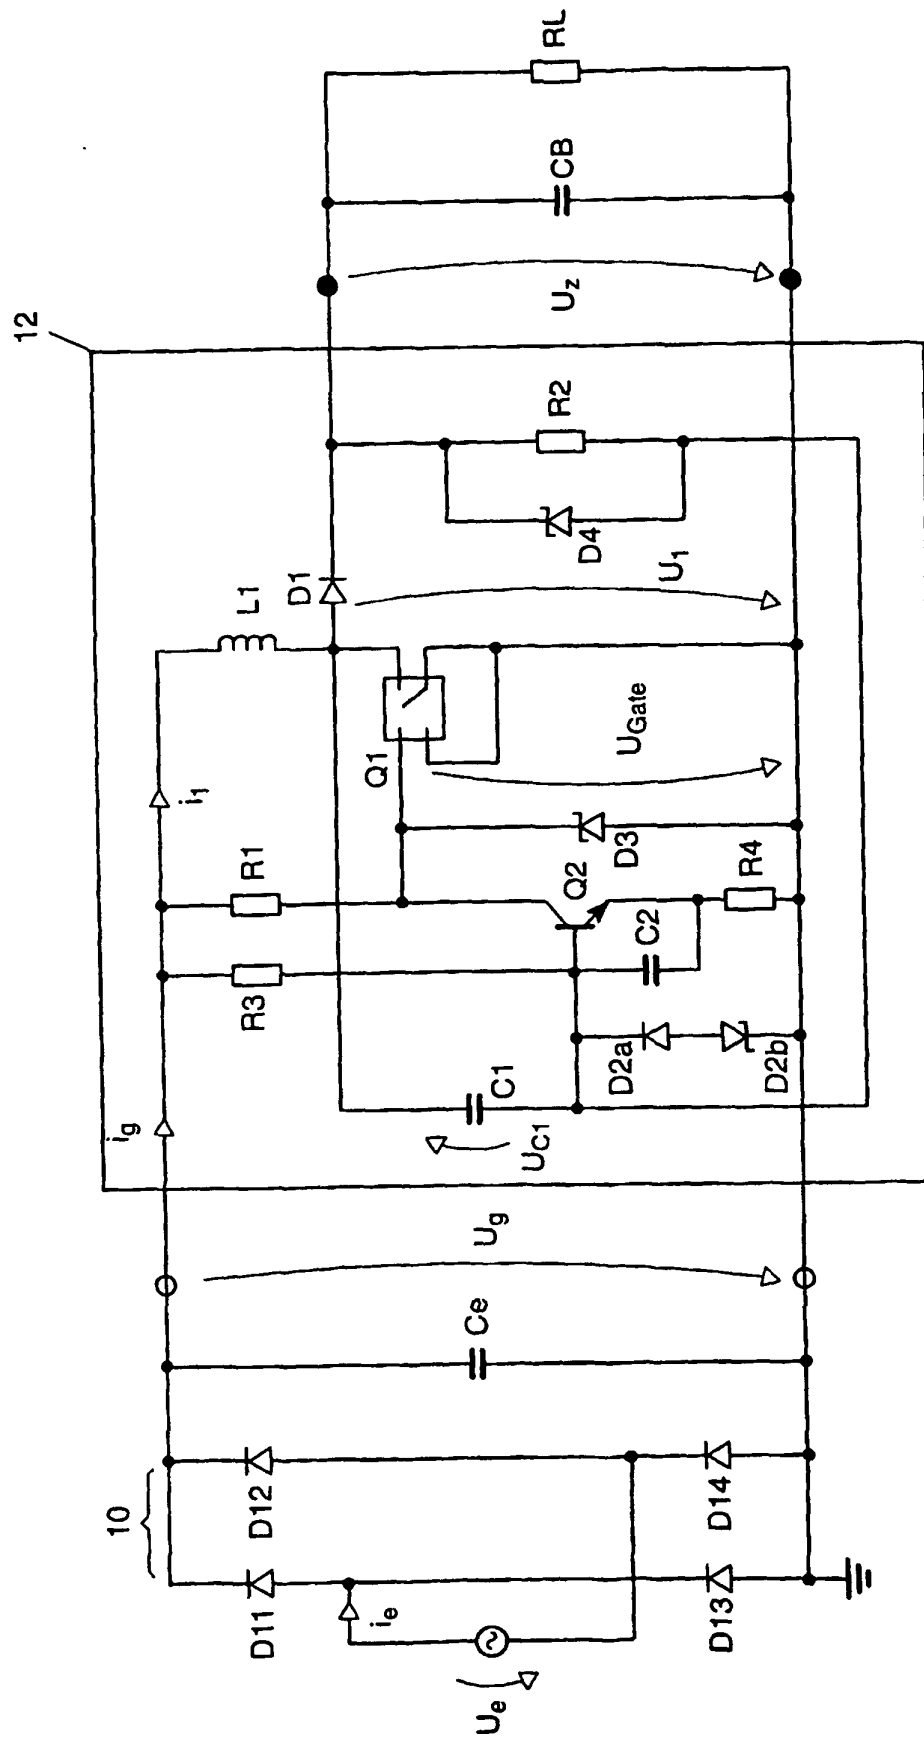 12
10
D11
D12
D13
D14
Ue
ie
Ce
Ug
ig
UC1
C1
R3
R1
D2a
D2b
C2
Q2
R4
D3
i1
Q1
UGate
L1
D1
U1
D4
R2
Uz
CB
RL